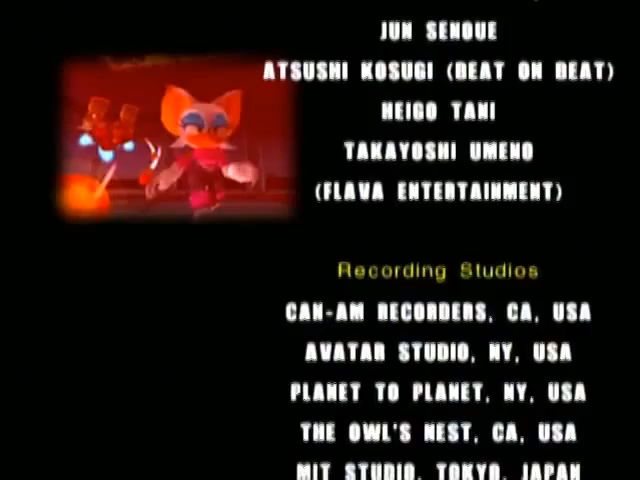 JUN SENOUE
ATSUSHI KOSUGI (BEAT ON BEAT)
HEIGO TANI
TAKAYOSHI UMENO
(FLAVA ENTERTAINMENT)
Recording Studios
CAN-AM RECORDERS, CA, USA
AVATAR STUDIO, NY, USA
PLANET TO PLANET, NY, USA
THE OWL'S NEST, CA, USA
MIT STUDIO, TOKYO, JAPAN